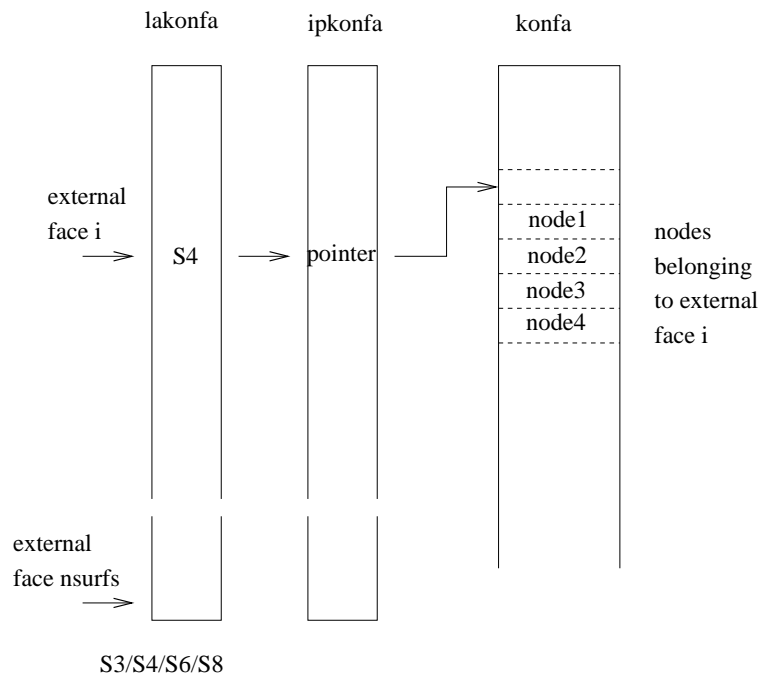 lakonfa
ipkonfa
konfa
external
face i
S4
pointer
node1
node2
node3
node4
nodes
belonging
to external
face i
external
face nsurfs
S3/S4/S6/S8